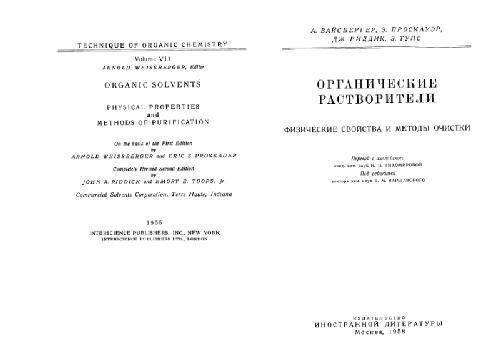 TECHNIQUE OF ORGANIC CHEMISTRY
Volume VII
ARNOLD WEISSBERGER, Editor
ORGANIC SOLVENTS
PHYSICAL PROPERTIES
and
METHODS OF PURIFICATION
On the basis of the First Edition
by
ARNOLD WEISSBERGER and ERIC S PROSKAUER
Completely Revised Second Edition
by
JOHN A. RIDDICK and EMORY E. TOOPS, Jr.
Commercial Solvents Corporation, Terre Haute, Indiana
1955
INTERSCIENCE PUBLISHERS, INC., NEW YORK
INTERSCIENCE PUBLISHERS LTD., LONDON
А. ВАЙСБЕРГЕР, Э. ПРОСКАУЭР,
ДЖ. РИДДИК, Э. ТУПС
ОРГАНИЧЕСКИЕ
РАСТВОРИТЕЛИ
ФИЗИЧЕСКИЕ СВОЙСТВА И МЕТОДЫ ОЧИСТКИ
Перевод с английского
канд. хим. наук Н. Н. ТИХОМИРОВОЙ
Под редакцией
доктора хим. наук Я. М. ВАРШАВСКОГО
ИЗДАТЕЛЬСТВО
ИНОСТРАННОЙ ЛИТЕРАТУРЫ
Москва, 1958